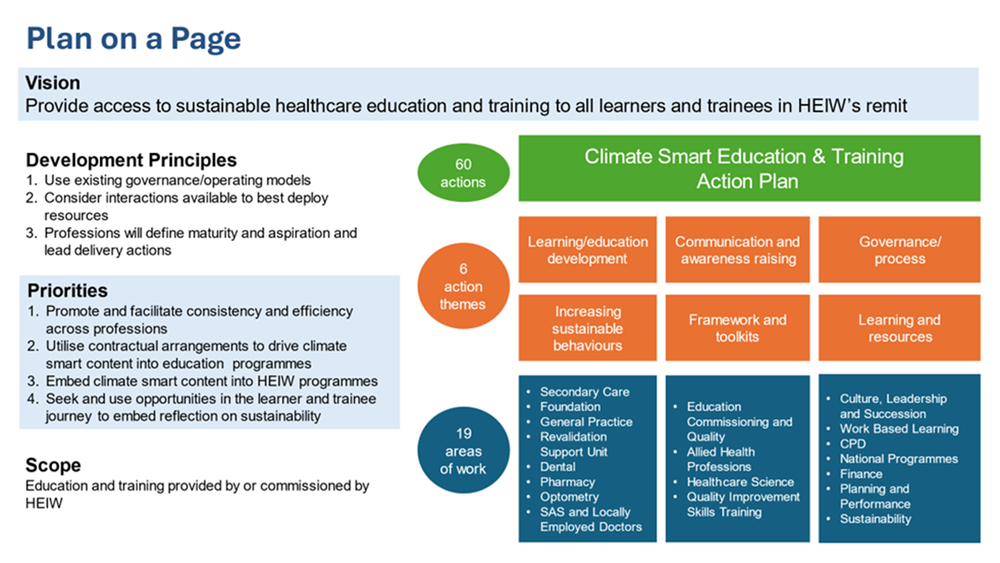 Plan on a Page
Vision
Provide access to sustainable healthcare education and training to all learners and trainees in HEIW’s remit
Development Principles
1. Use existing governance/operating models
2. Consider interactions available to best deploy
resources
3. Professions will define maturity and aspiration and
lead delivery actions
Priorities
1. Promote and facilitate consistency and efficiency
across professions
2. Utilise contractual arrangements to drive climate
smart content into education programmes
3. Embed climate smart content into HEIW programmes
4. Seek and use opportunities in the learner and trainee
journey to embed reflection on sustainability
Scope
Education and training provided by or commissioned by
HEIW
60
actions
Climate Smart Education & Training
Action Plan
6
action
themes
Learning/education
development
Communication and
awareness raising
Governance/
process
Increasing
sustainable
behaviours
Framework and
toolkits
Learning and
resources
19
areas
of work
• Secondary Care
• Foundation
• General Practice
• Revalidation
Support Unit
• Dental
• Pharmacy
• Optometry
• SAS and Locally
Employed Doctors
• Education
Commissioning and
Quality
• Allied Health
Professions
• Healthcare Science
• Quality Improvement
Skills Training
• Culture, Leadership
and Succession
• Work Based Learning
• CPD
• National Programmes
• Finance
• Planning and
Performance
• Sustainability